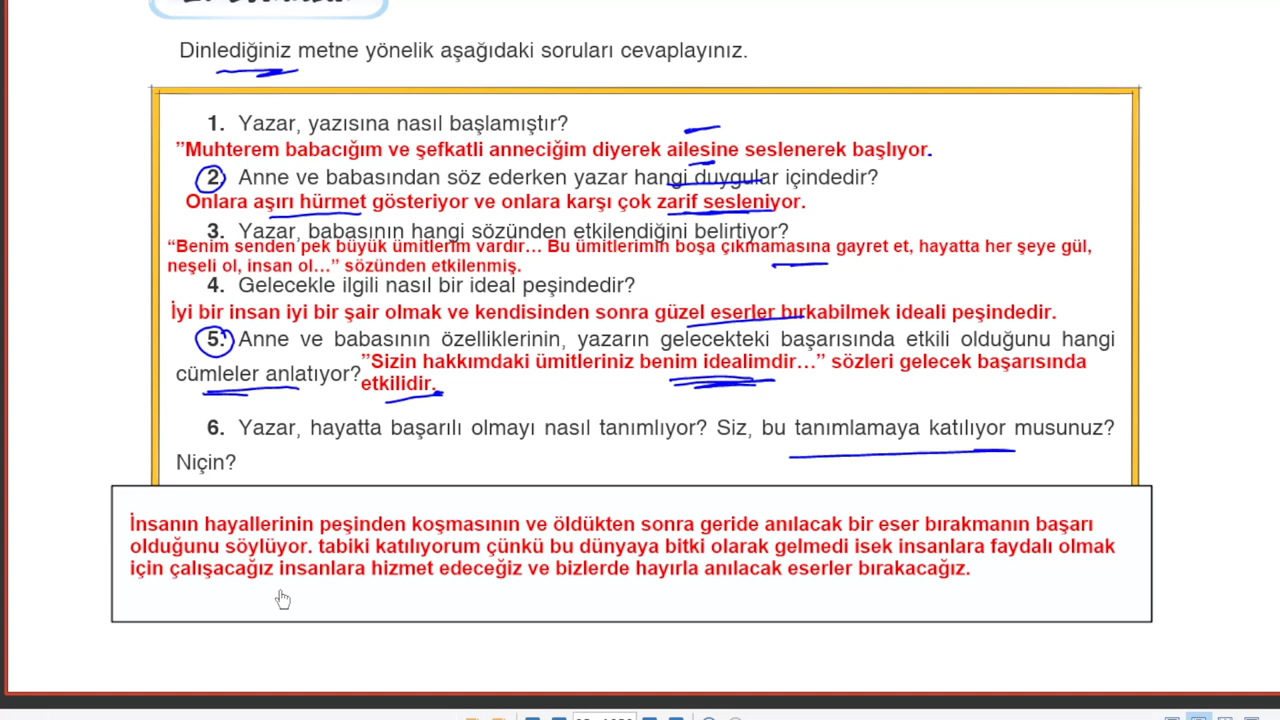 Dinlediğiniz metne yönelik aşağıdaki soruları cevaplayınız.
1. Yazar, yazısına nasıl başlamıştır?
”Muhterem babacığım ve şefkatli anneciğim diyerek ailesine seslenerek başlıyor.
2. Anne ve babasından söz ederken yazar hangi duygular içindedir?
Onlara aşırı hürmet gösteriyor ve onlara karşı çok zarif sesleniyor.
3. Yazar, babasının hangi sözünden etkilendiğini belirtiyor?
“Benim senden pek büyük ümitlerim vardır… Bu ümitlerimin boşa çıkmamasına gayret et, hayatta her şeye gül,
neşeli ol, insan ol…” sözünden etkilenmiş.
4. Gelecekle ilgili nasıl bir ideal peşindedir?
İyi bir insan iyi bir şair olmak ve kendisinden sonra güzel eserler bırkabilmek ideali peşindedir.
5. Anne ve babasının özelliklerinin, yazarın gelecekteki başarısında etkili olduğunu hangi
cümleler anlatıyor?
”Sizin hakkımdaki ümitleriniz benim idealimdir…” sözleri gelecek başarısında
etkilidir.
6. Yazar, hayatta başarılı olmayı nasıl tanımlıyor? Siz, bu tanımlamaya katılıyor musunuz?
Niçin?
İnsanın hayallerinin peşinden koşmasının ve öldükten sonra geride anılacak bir eser bırakmanın başarı
olduğunu söylüyor. tabiki katılıyorum çünkü bu dünyaya bitki olarak gelmedi isek insanlara faydalı olmak
için çalışacağız insanlara hizmet edeceğiz ve bizlerde hayırla anılacak eserler bırakacağız.